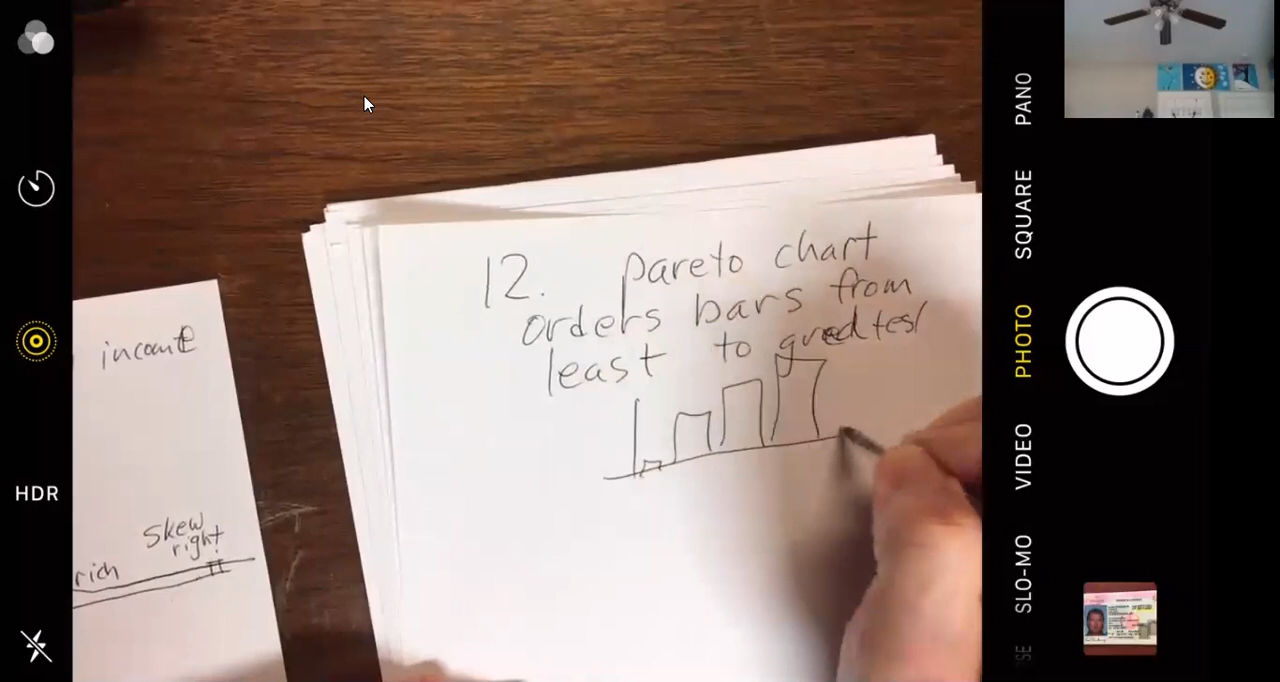 income
skew
right
rich
12. pareto chart
orders bars from
least to greatest
HDR
PANO
SQUARE
PHOTO
VIDEO
SLO-MO
SE